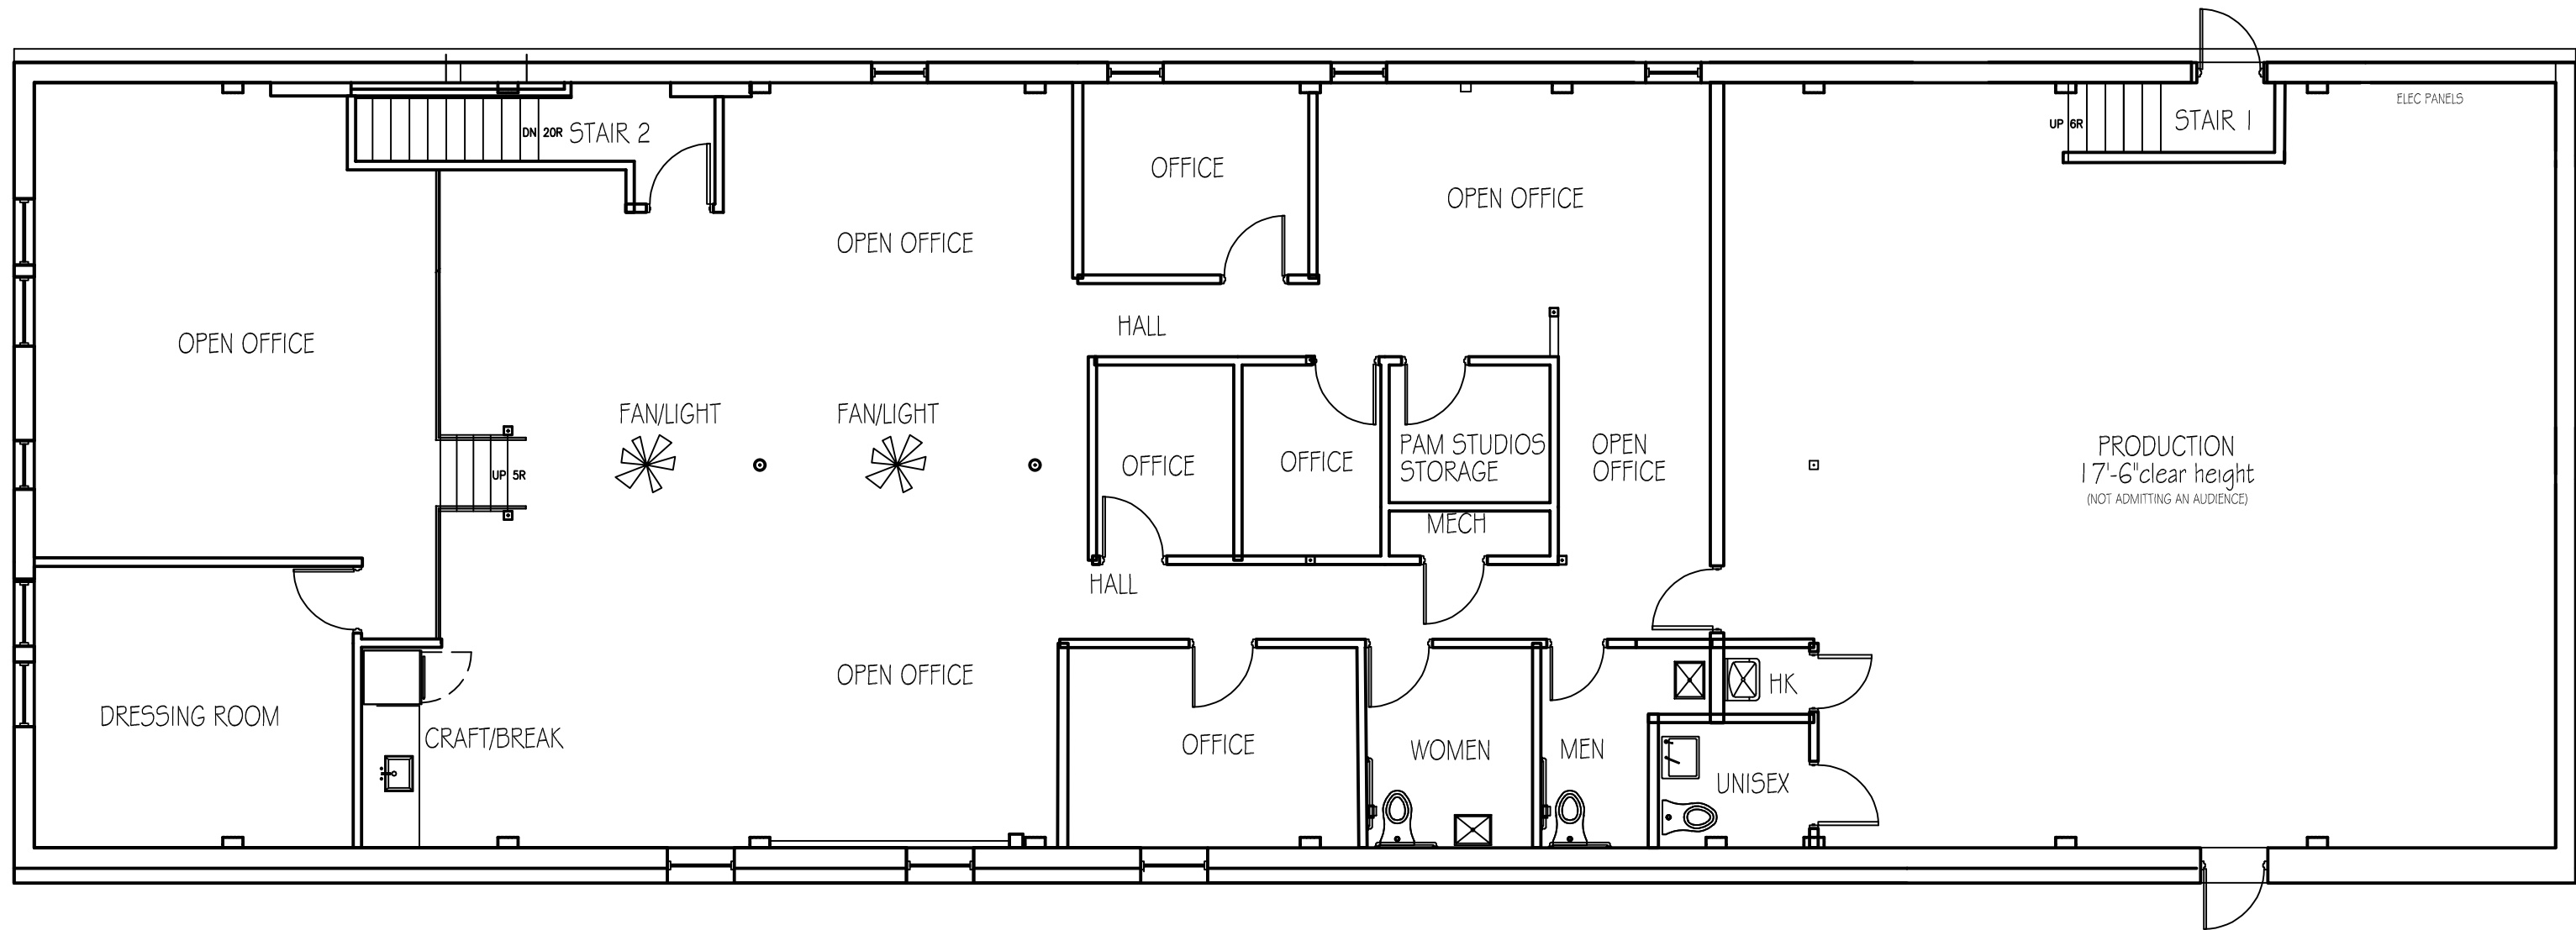 ELEC PANELS
DN 20R STAIR 2
UP 6R STAIR 1
OFFICE
OPEN OFFICE
OPEN OFFICE
HALL
OPEN OFFICE
FAN/LIGHT
FAN/LIGHT
OFFICE
OFFICE
PAM STUDIOS
STORAGE
OPEN
OFFICE
PRODUCTION
17'-6"clear height
(NOT ADMITTING AN AUDIENCE)
UP 5R
MECH
HALL
OPEN OFFICE
HK
DRESSING ROOM
CRAFT/BREAK
OFFICE
WOMEN
MEN
UNISEX